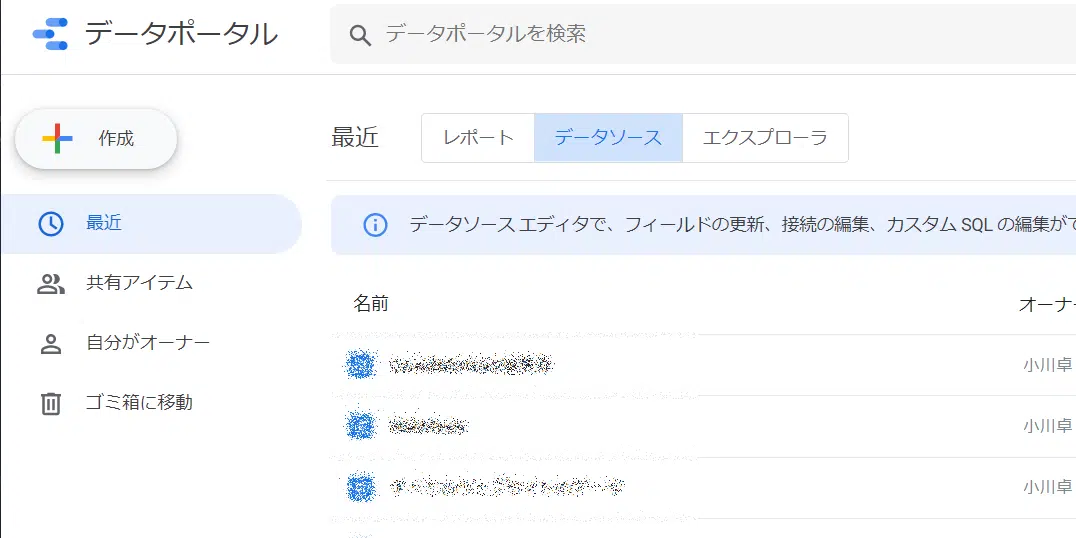 データポータル
データポータルを検索
作成
最近
レポート
データソース
エクスプローラ
最近
データソース エディタで、フィールドの更新、接続の編集、カスタム SQL の編集がで
共有アイテム
名前
オーナー
自分がオーナー
小川卓
ゴミ箱に移動
小川卓
小川卓